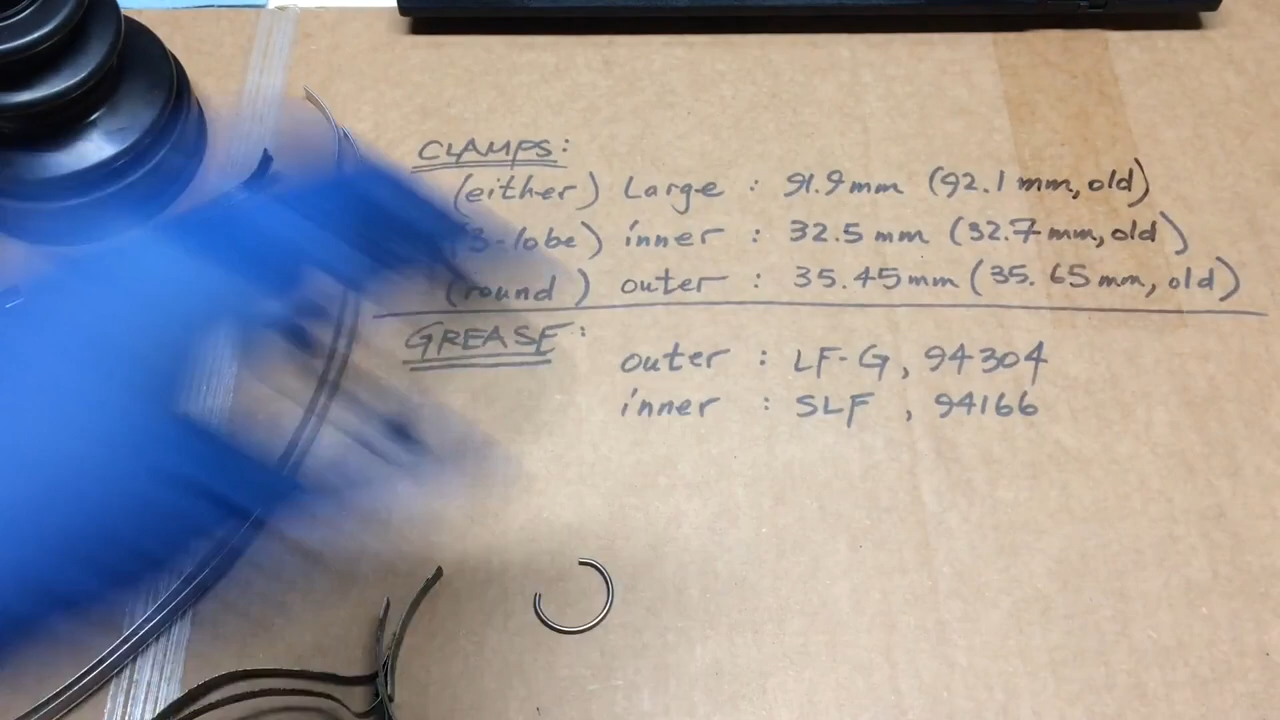 CLAMPS:
(either) Large : 91.9mm (92.1mm, old)
(3-lobe) inner : 32.5mm (32.7mm, old)
(round) outer : 35.45mm (35.65mm, old)
GREASE:
outer : LF-G, 94304
inner : SLF , 94166